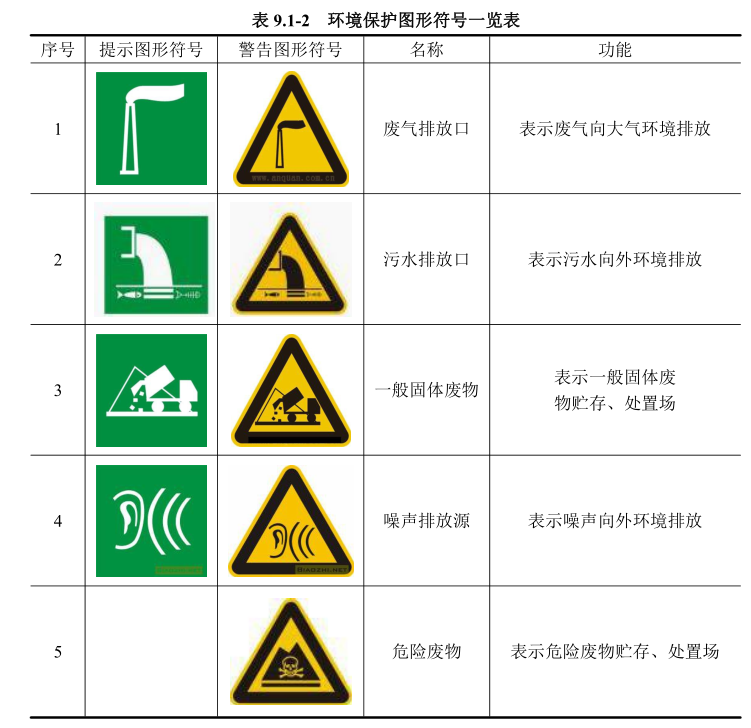 表 9.1-2 环境保护图形符号一览表
序号 提示图形符号 警告图形符号 名称 功能
1 废气排放口 表示废气向大气环境排放
www.anquan.com.cn
2 污水排放口 表示污水向外环境排放
3 一般固体废物 表示一般固体废
物贮存、处置场
4 噪声排放源 表示噪声向外环境排放
BIAOZHI.NET
5 危险废物 表示危险废物贮存、处置场